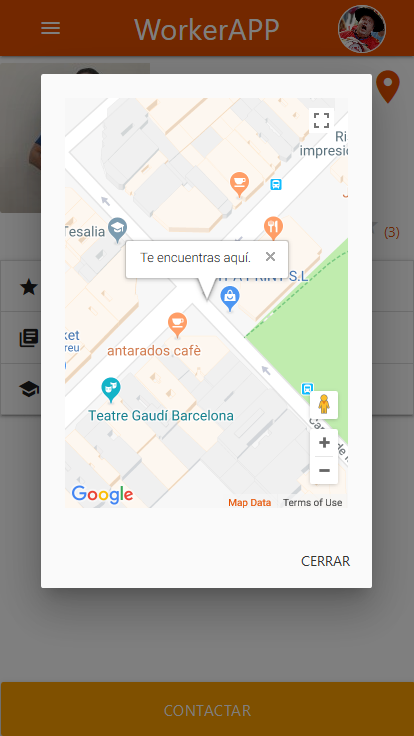 WorkerAPP
Ri
impresio
Tesalia
(3)
Te encuentras aquí.
PRINT S.L
ket
reu
antarados cafè
Teatre Gaudí Barcelona
Google
Map Data
Terms of Use
CERRAR
CONTACTAR